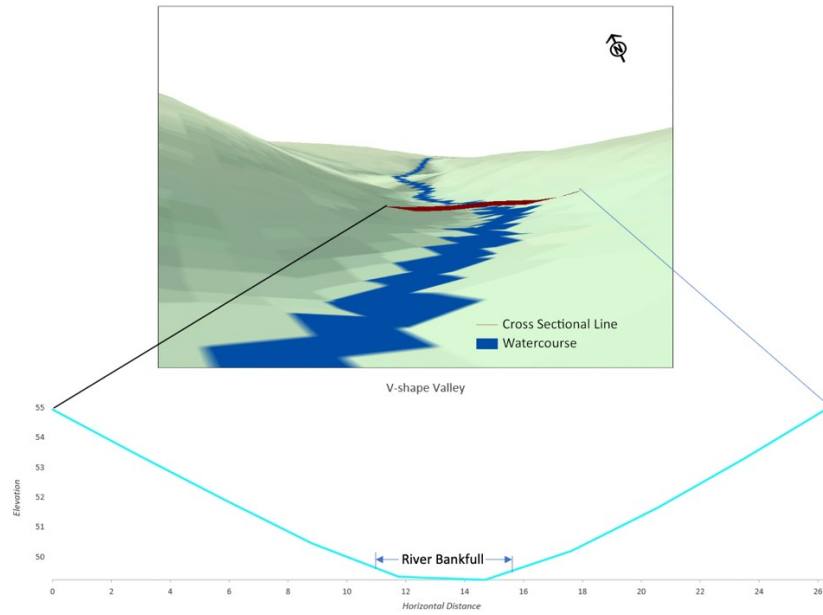 N
Cross Sectional Line
Watercourse
V-shape Valley
55
54
53
52
51
50
Elevation
River Bankfull
0 2 4 6 8 10 12 14 16 18 20 22 24 26
Horizontal Distance